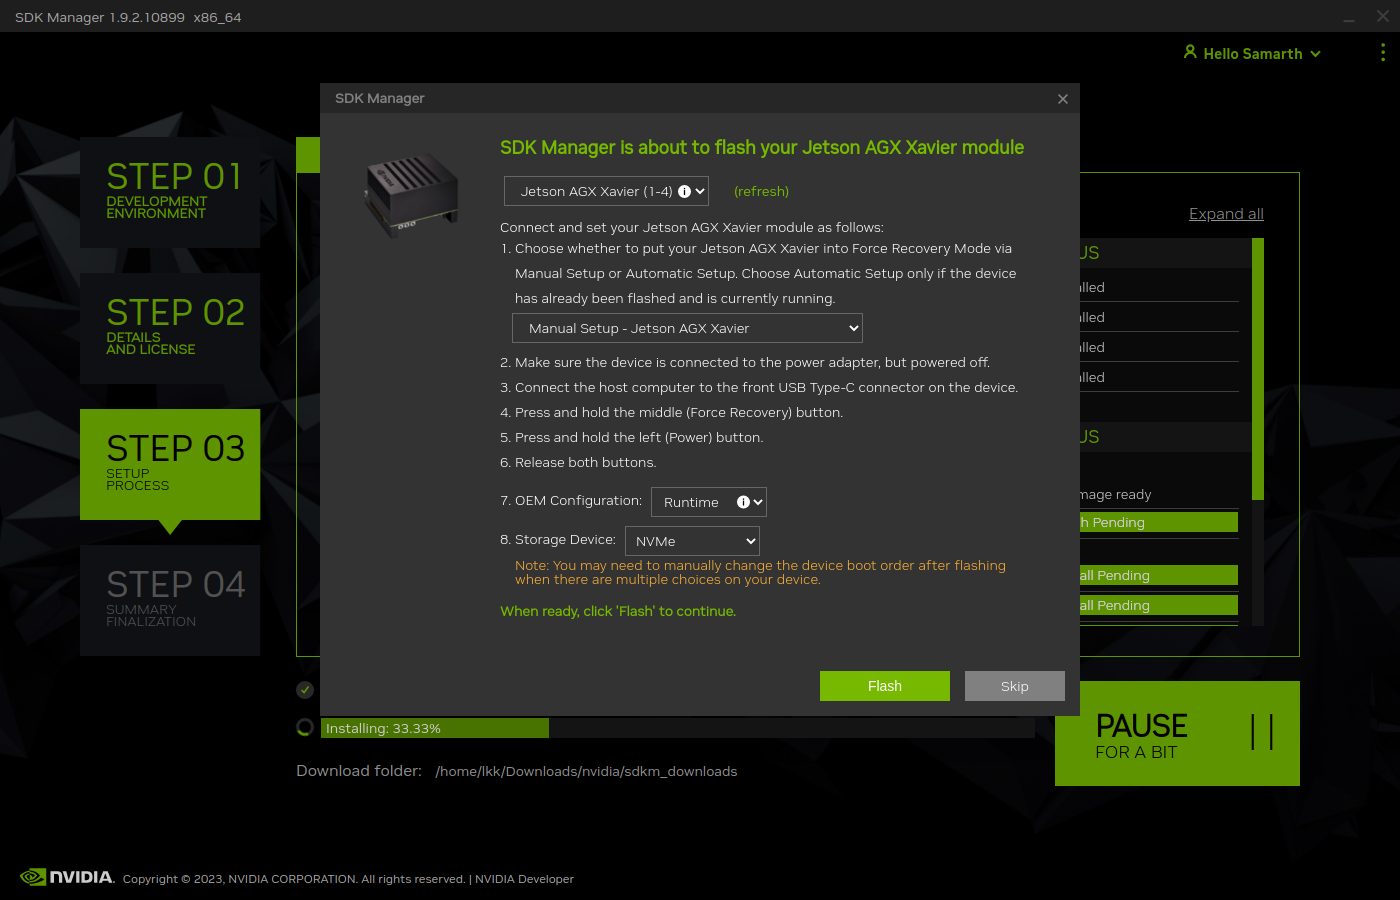 SDK Manager 1.9.2.10899 x86_64
Hello Samarth
SDK Manager
SDK Manager is about to flash your Jetson AGX Xavier module
Jetson AGX Xavier (1-4)
(refresh)
Connect and set your Jetson AGX Xavier module as follows:
1. Choose whether to put your Jetson AGX Xavier into Force Recovery Mode via
Manual Setup or Automatic Setup. Choose Automatic Setup only if the device
has already been flashed and is currently running.
Manual Setup - Jetson AGX Xavier
2. Make sure the device is connected to the power adapter, but powered off.
3. Connect the host computer to the front USB Type-C connector on the device.
4. Press and hold the middle (Force Recovery) button.
5. Press and hold the left (Power) button.
6. Release both buttons.
7. OEM Configuration: Runtime
8. Storage Device: NVMe
Note: You may need to manually change the device boot order after flashing
when there are multiple choices on your device.
When ready, click 'Flash' to continue.
Flash
Skip
STEP 01
DEVELOPMENT
ENVIRONMENT
STEP 02
DETAILS
AND LICENSE
STEP 03
SETUP
PROCESS
STEP 04
SUMMARY
FINALIZATION
Expand all
US
lled
lled
lled
lled
US
mage ready
h Pending
all Pending
all Pending
Installing: 33.33%
Download folder: /home/lkk/Downloads/nvidia/sdkm_downloads
PAUSE
FOR A BIT
NVIDIA. Copyright © 2023, NVIDIA CORPORATION. All rights reserved. | NVIDIA Developer